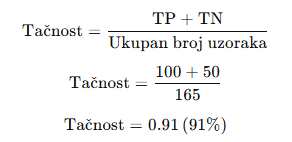 Tačnost = TP + TN / Ukupan broj uzoraka
Tačnost = 100 + 50 / 165
Tačnost = 0.91 (91%)